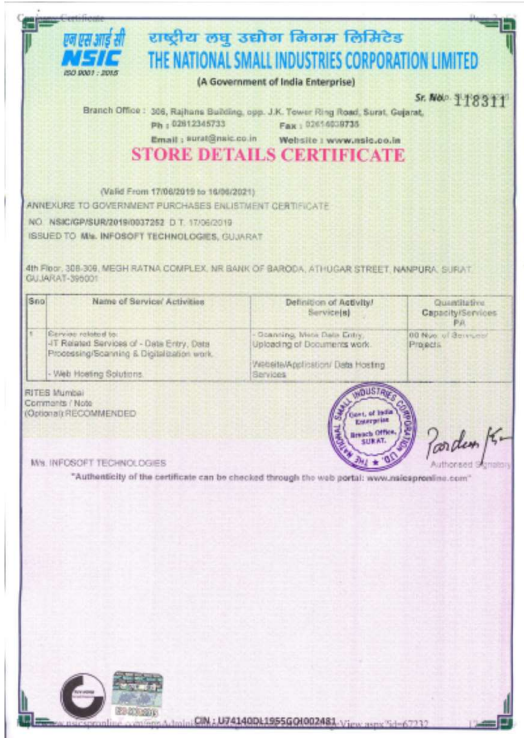 Certificate
एन एस आई सी
NSIC
ISO 9001 : 2015
राष्ट्रीय लघु उद्योग निगम लिमिटेड
THE NATIONAL SMALL INDUSTRIES CORPORATION LIMITED
(A Government of India Enterprise)
Sr. No. 118311
Branch Office : 306, Rajhans Building, opp. J.K. Tower Ring Road, Surat, Gujarat,
Ph : 02612345733 Fax : 02614038735
Email : surat@nsic.co.in Website : www.nsic.co.in
STORE DETAILS CERTIFICATE
(Valid From 17/06/2019 to 16/06/2021)
ANNEXURE TO GOVERNMENT PURCHASES ENLISTMENT CERTIFICATE
NO. NSIC/GP/SUR/2019/0037252 D.T. 17/06/2019
ISSUED TO M/s. INFOSOFT TECHNOLOGIES, GUJARAT
4th Floor, 308-309, MEGH RATNA COMPLEX, NR BANK OF BARODA, ATHUGAR STREET, NANPURA, SURAT,
GUJARAT-395001
Sno Name of Service/ Activities Definition of Activity/ Service(s) Quantitative Capacity/Services P.A
1 Service related to:
-IT Related Services of - Data Entry, Data
Processing/Scanning & Digitalization work.
- Web Hosting Solutions.
- Scanning, Meta Data Entry,
Uploading of Documents work.
Website/Application/ Data Hosting
Services
00 Nos. of Services/
Projects
RITES Mumbai
Comments / Note
(Optional):RECOMMENDED
THE NATIONAL SMALL INDUSTRIES CORPORATION LTD.
Govt. of India
Enterprise
Branch Office,
SURAT.
Authorised Signatory
M/s. INFOSOFT TECHNOLOGIES
"Authenticity of the certificate can be checked through the web portal: www.nsicspronline.com"
CIN : U74140DL1955GOI002481